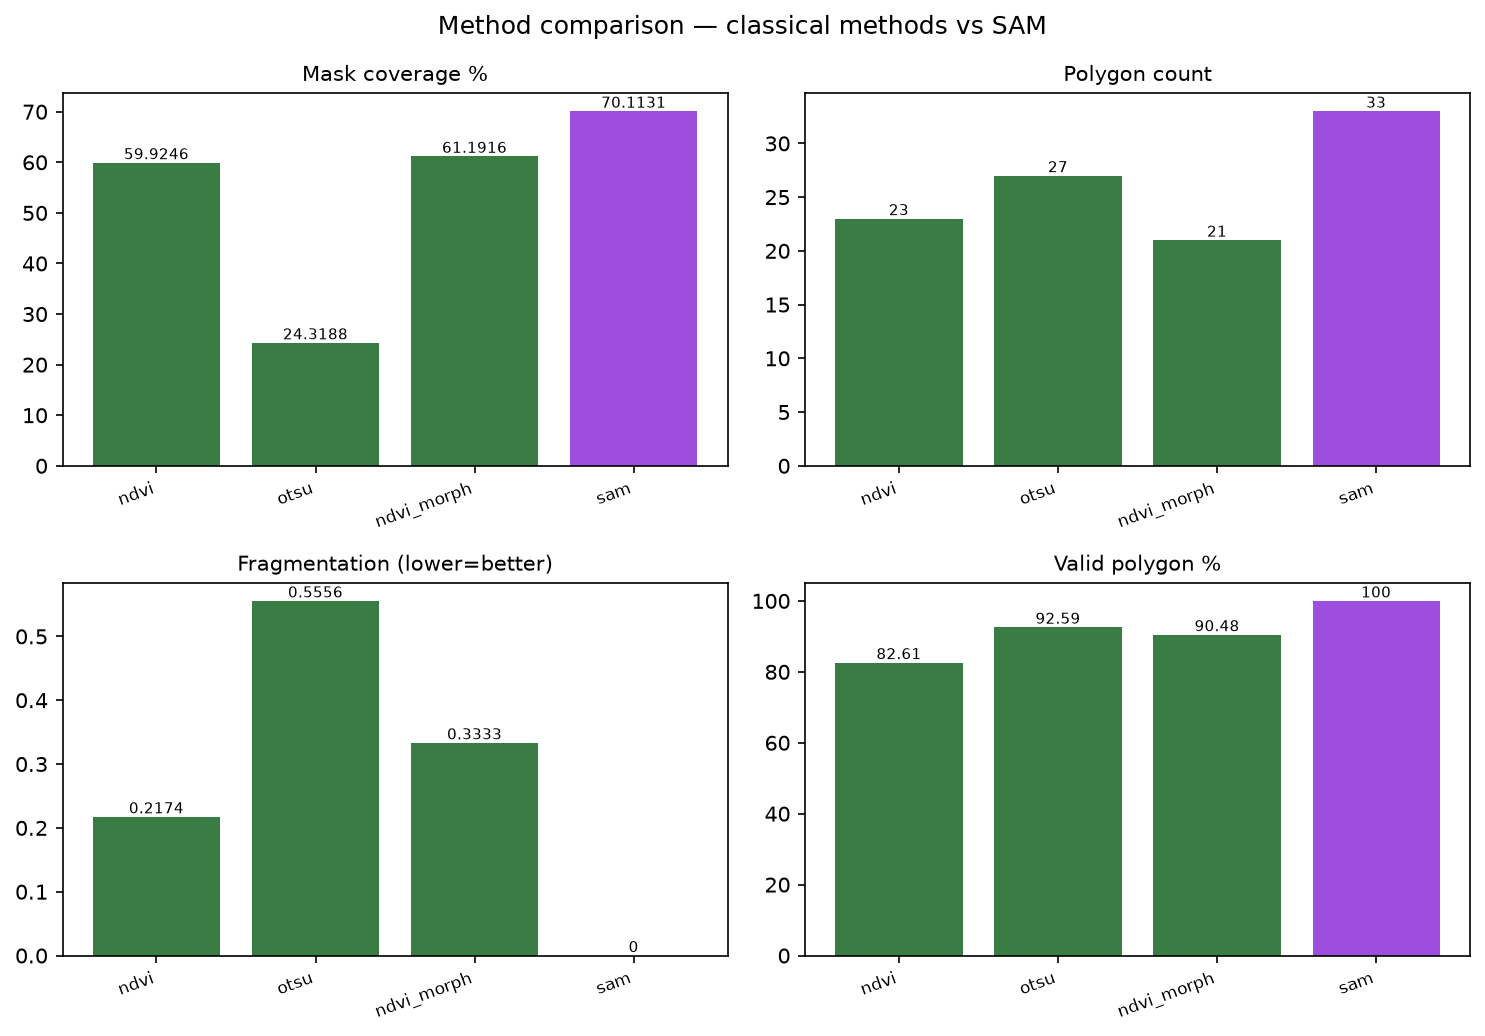 Method comparison — classical methods vs SAM
Mask coverage %
70
60
50
40
30
20
10
0
59.9246
24.3188
61.1916
70.1131
ndvi
otsu
ndvi_morph
sam
Polygon count
30
25
20
15
10
5
0
23
27
21
33
ndvi
otsu
ndvi_morph
sam
Fragmentation (lower=better)
0.5
0.4
0.3
0.2
0.1
0.0
0.2174
0.5556
0.3333
0
ndvi
otsu
ndvi_morph
sam
Valid polygon %
100
80
60
40
20
0
82.61
92.59
90.48
100
ndvi
otsu
ndvi_morph
sam